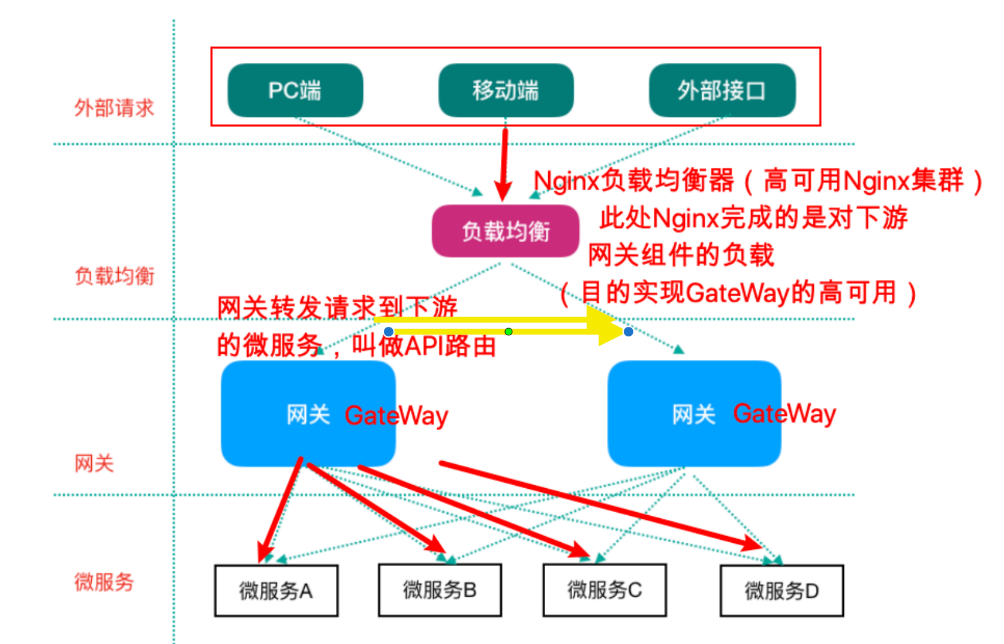 PC端
移动端
外部接口
外部请求
Nginx负载均衡器（高可用Nginx集群）
此处Nginx完成的是对下游
网关组件的负载
（目的实现GateWay的高可用）
负载均衡
负载均衡
网关转发请求到下游
的微服务，叫做API路由
网关 GateWay
网关 GateWay
网关
微服务
微服务A
微服务B
微服务C
微服务D